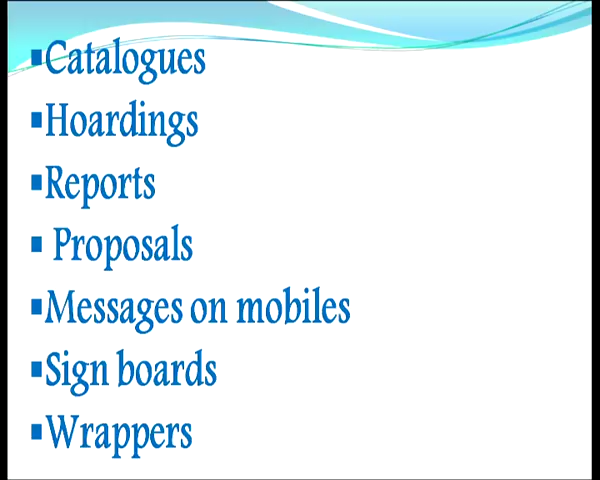 ▪Catalogues
▪Hoardings
▪Reports
▪ Proposals
▪Messages on mobiles
▪Sign boards
▪Wrappers